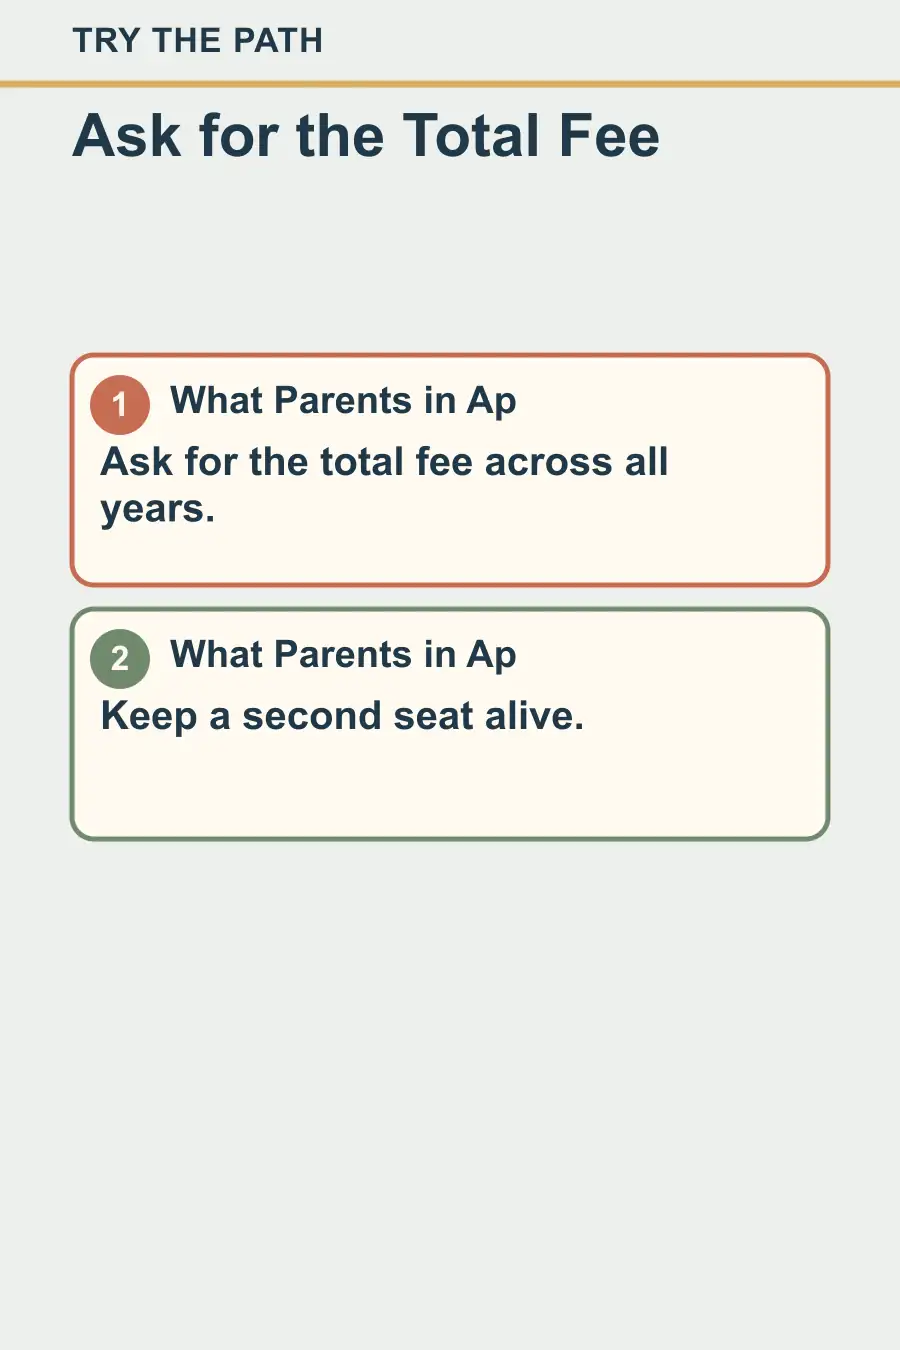 TRY THE PATH
Ask for the Total Fee
1 What Parents in Ap
Ask for the total fee across all
years.
2 What Parents in Ap
Keep a second seat alive.